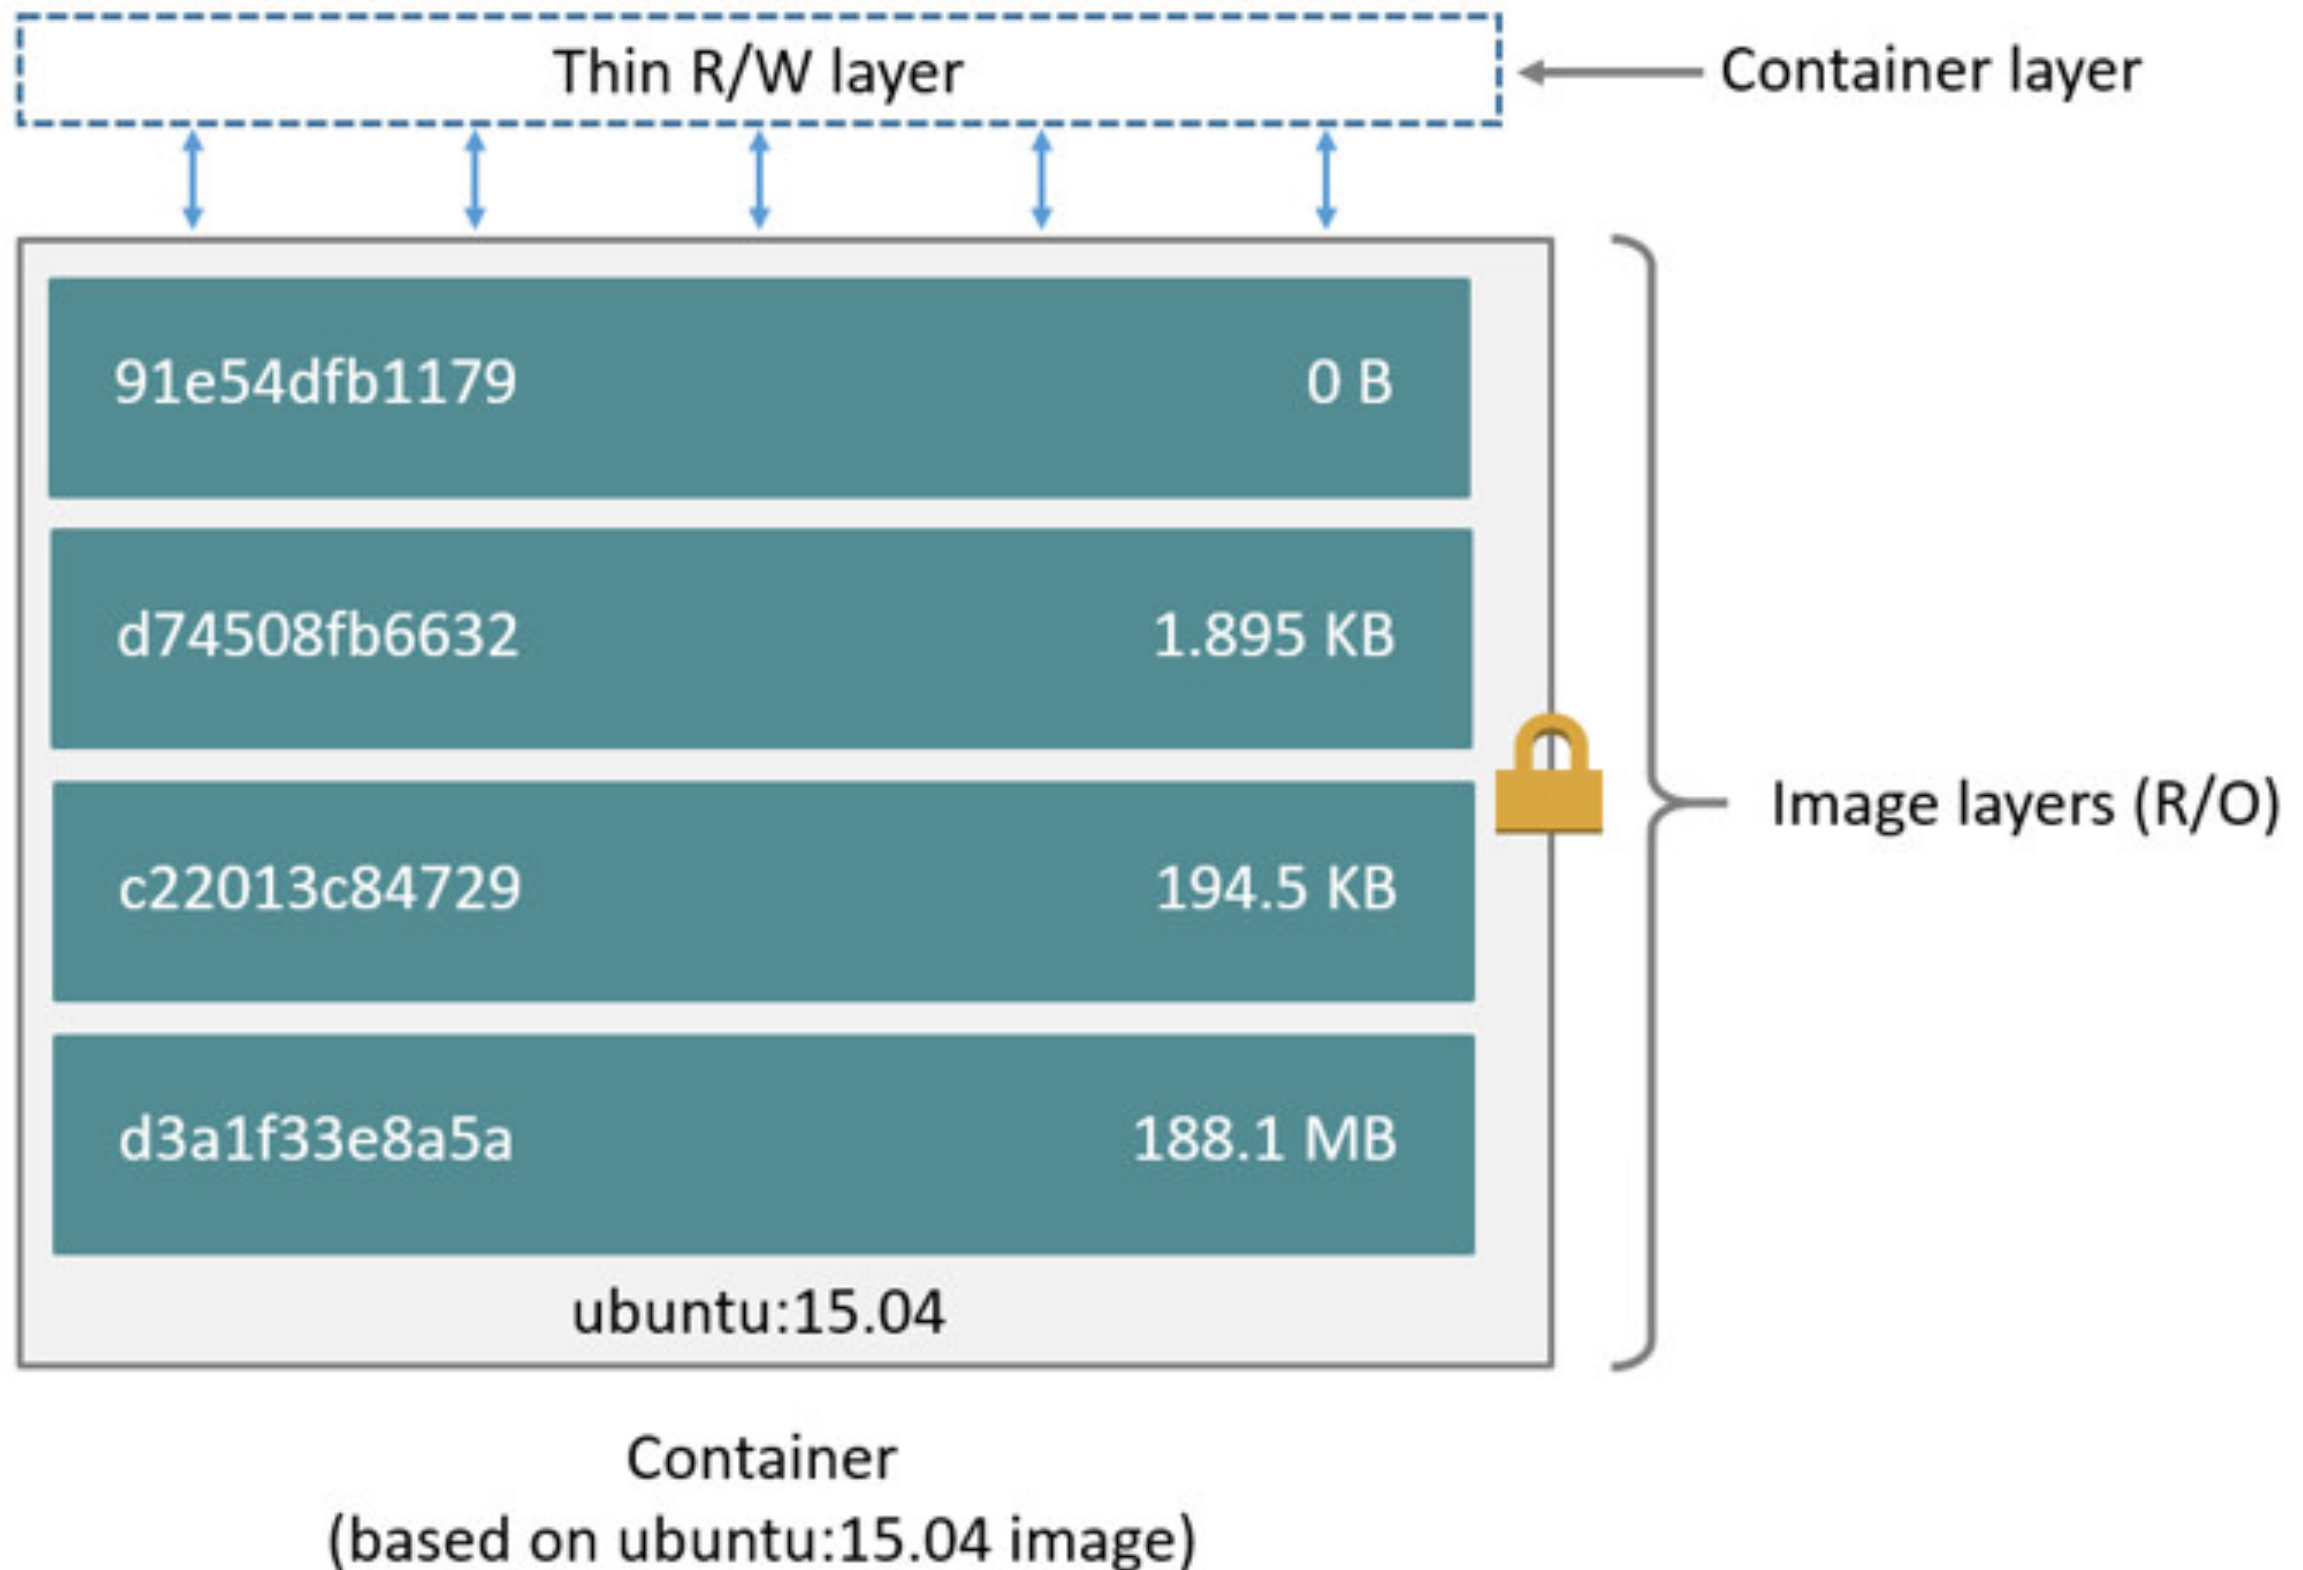 Thin R/W layer
Container layer
91e54dfb1179 0 B
d74508fb6632 1.895 KB
c22013c84729 194.5 KB
Image layers (R/O)
d3a1f33e8a5a 188.1 MB
ubuntu:15.04
Container
(based on ubuntu:15.04 image)